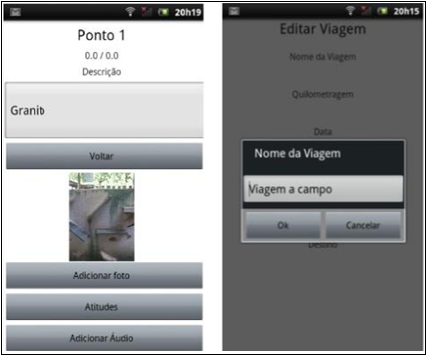 20h19
Ponto 1
0.0 / 0.0
Descrição
Granito
Voltar
Adicionar foto
Atitudes
Adicionar Áudio
20h15
Editar Viagem
Nome da Viagem
Quilometragem
Data
Nome da Viagem
Viagem a campo
Ok
Cancelar
Destino